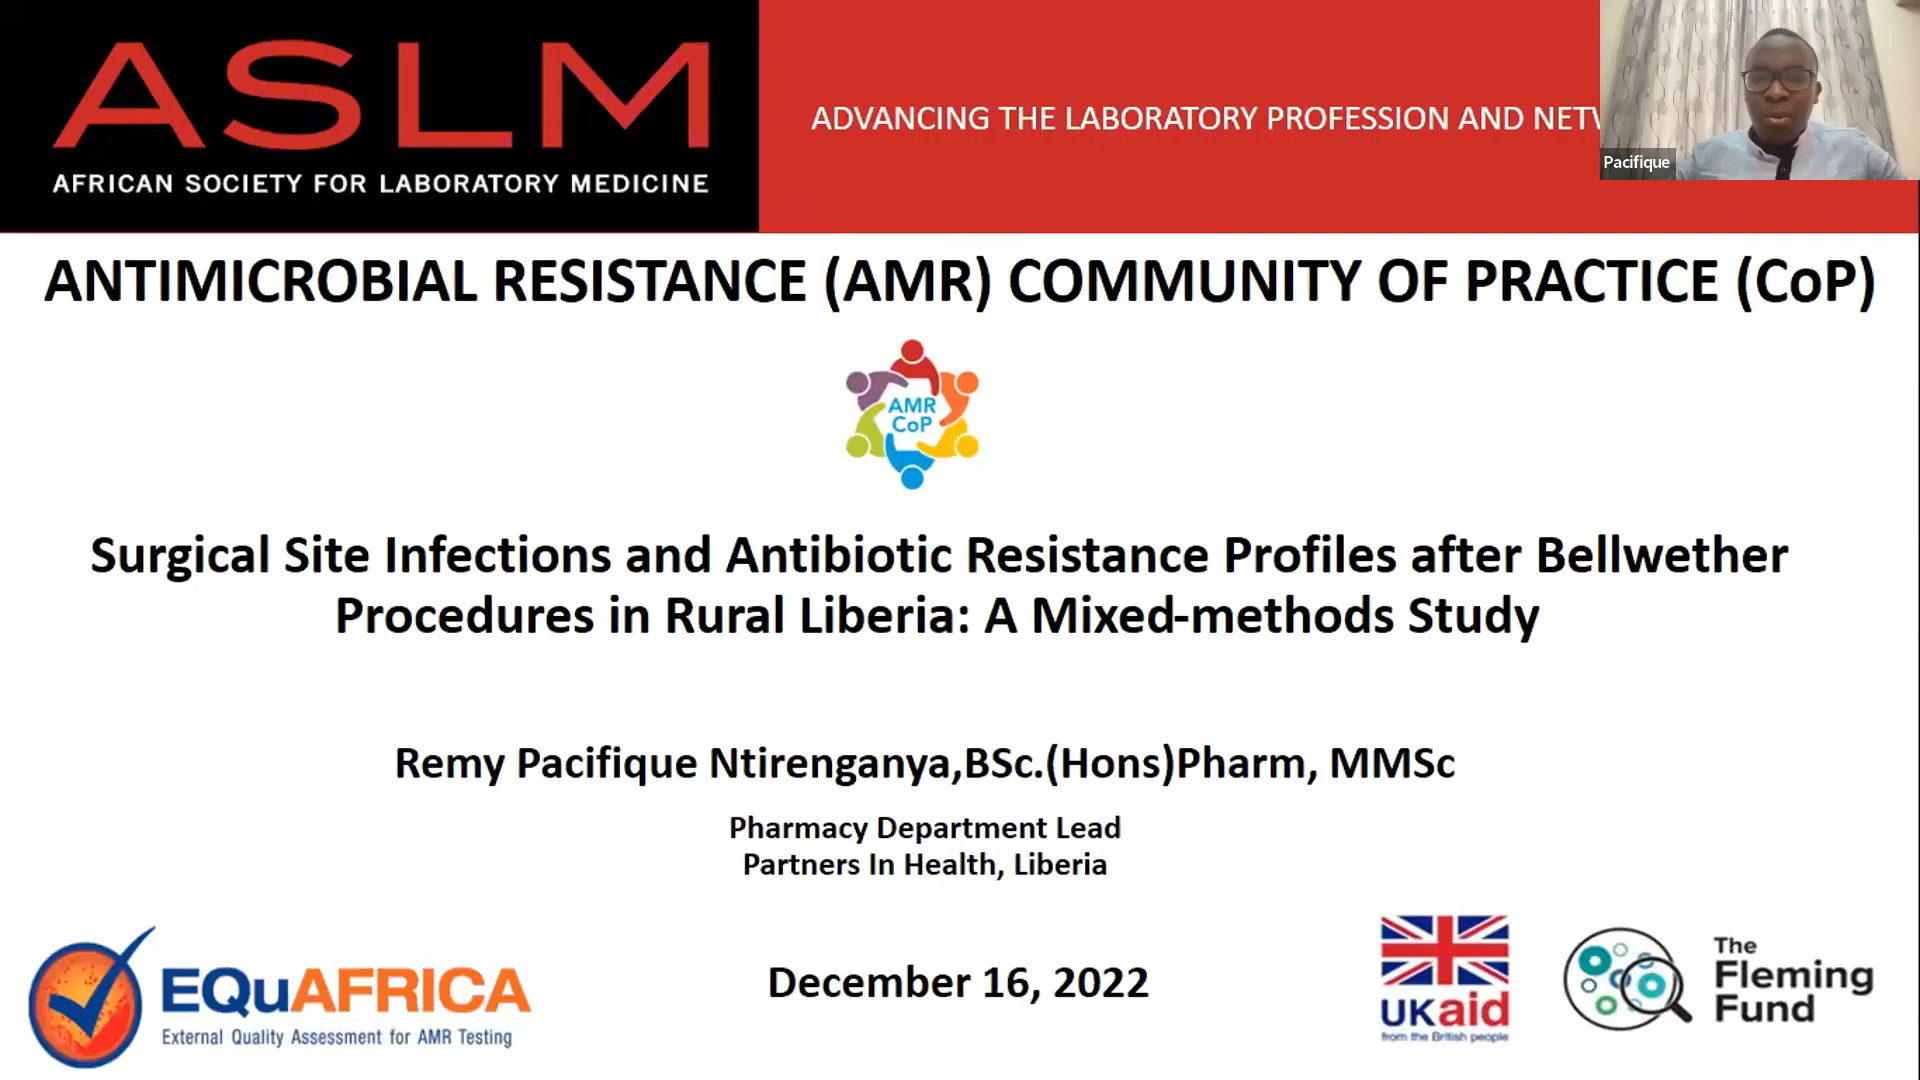 ASLM
AFRICAN SOCIETY FOR LABORATORY MEDICINE
ADVANCING THE LABORATORY PROFESSION AND
Pacifique
ANTIMICROBIAL RESISTANCE (AMR) COMMUNITY OF PRACTICE (CoP)
AMR
CoP
Surgical Site Infections and Antibiotic Resistance Profiles after Bellwether
Procedures in Rural Liberia: A Mixed-methods Study
Remy Pacifique Ntirenganya,BSc.(Hons)Pharm, MMSc
Pharmacy Department Lead
Partners In Health, Liberia
December 16, 2022
EQuAFRICA
External Quality Assessment for AMR Testing
UKaid
from the British people
The
Fleming
Fund